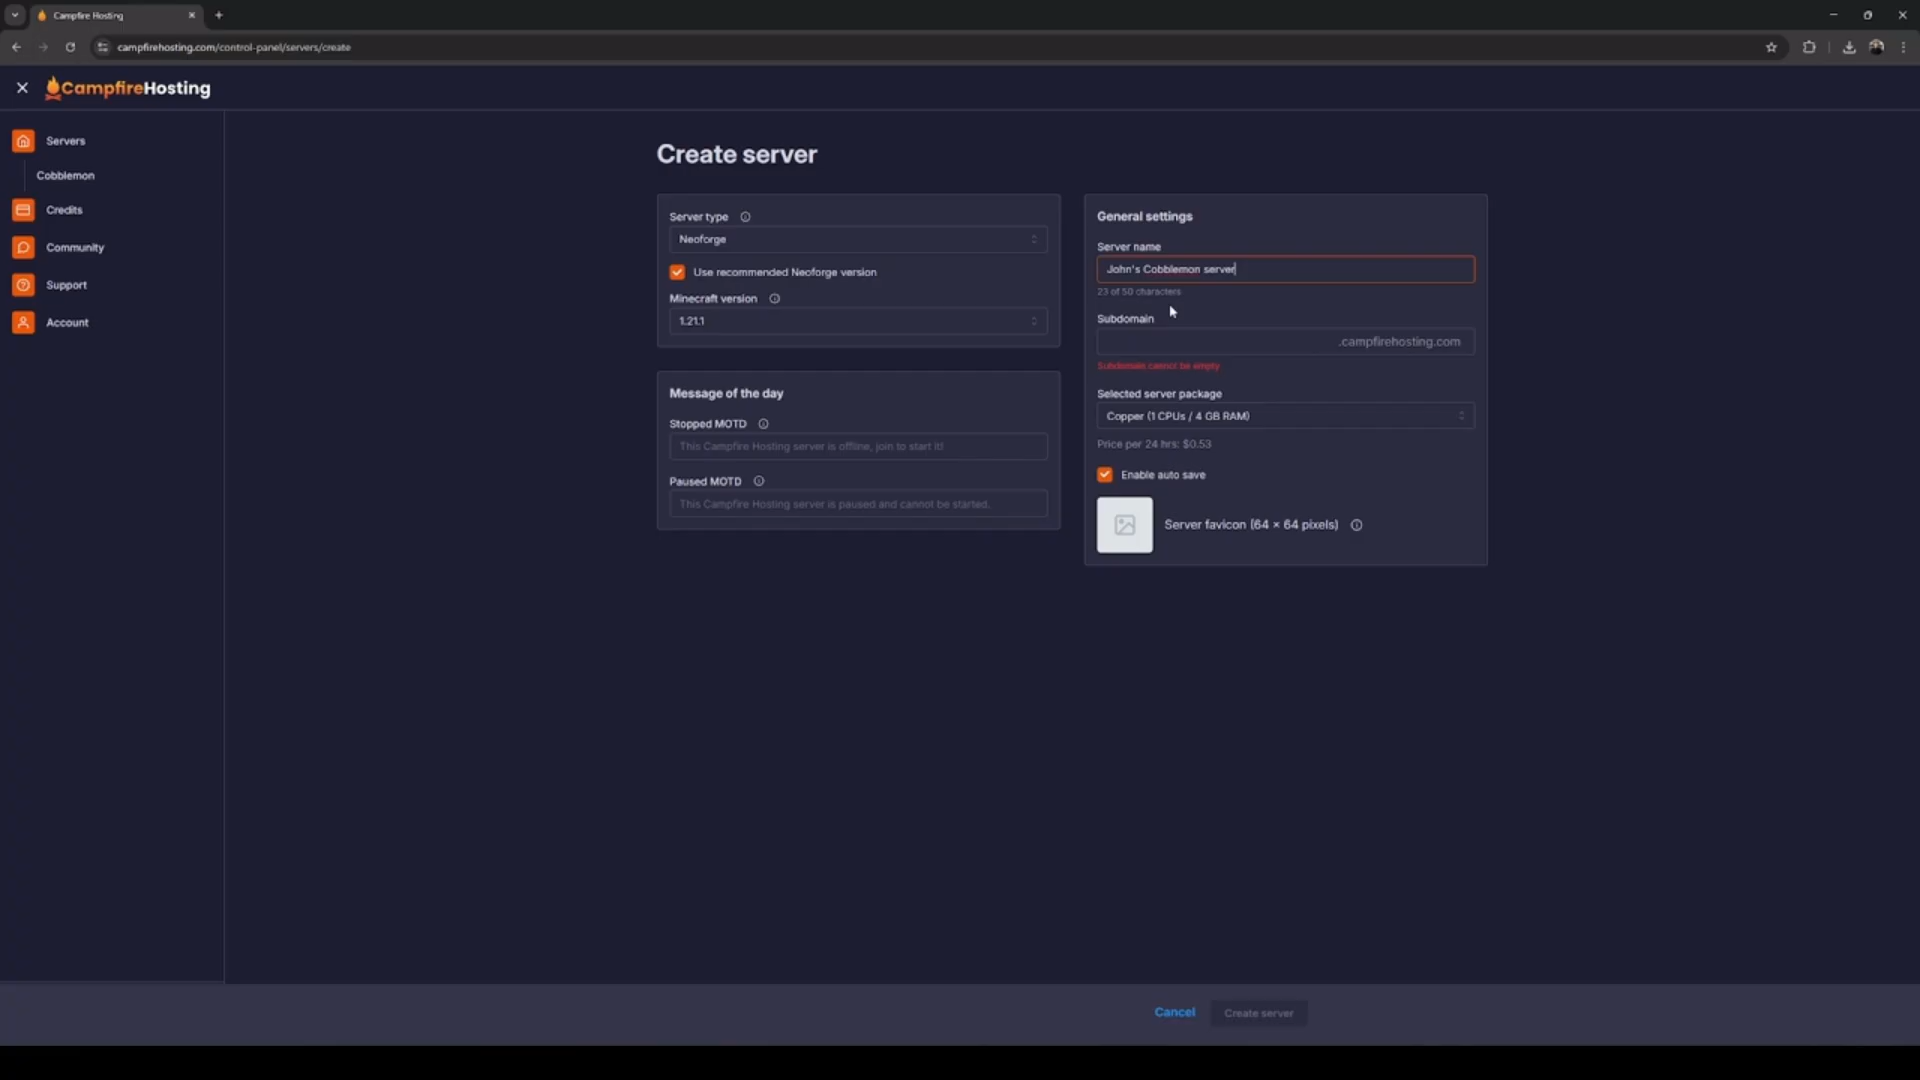 Campfire Hosting
campfirehosting.com/control-panel/servers/create
CampfireHosting
Servers
Cobblemon
Credits
Community
Support
Account
Create server
Server type
Neoforge
Use recommended Neoforge version
Minecraft version
1.21.1
Message of the day
Stopped MOTD
This Campfire Hosting server is offline, join to start it!
Paused MOTD
This Campfire Hosting server is paused and cannot be started.
General settings
Server name
John's Cobblemon server
23 of 50 characters
Subdomain
.campfirehosting.com
Subdomain cannot be empty
Selected server package
Copper (1 CPUs / 4 GB RAM)
Price per 24 hrs: $0.53
Enable auto save
Server favicon (64 × 64 pixels)
Cancel
Create server